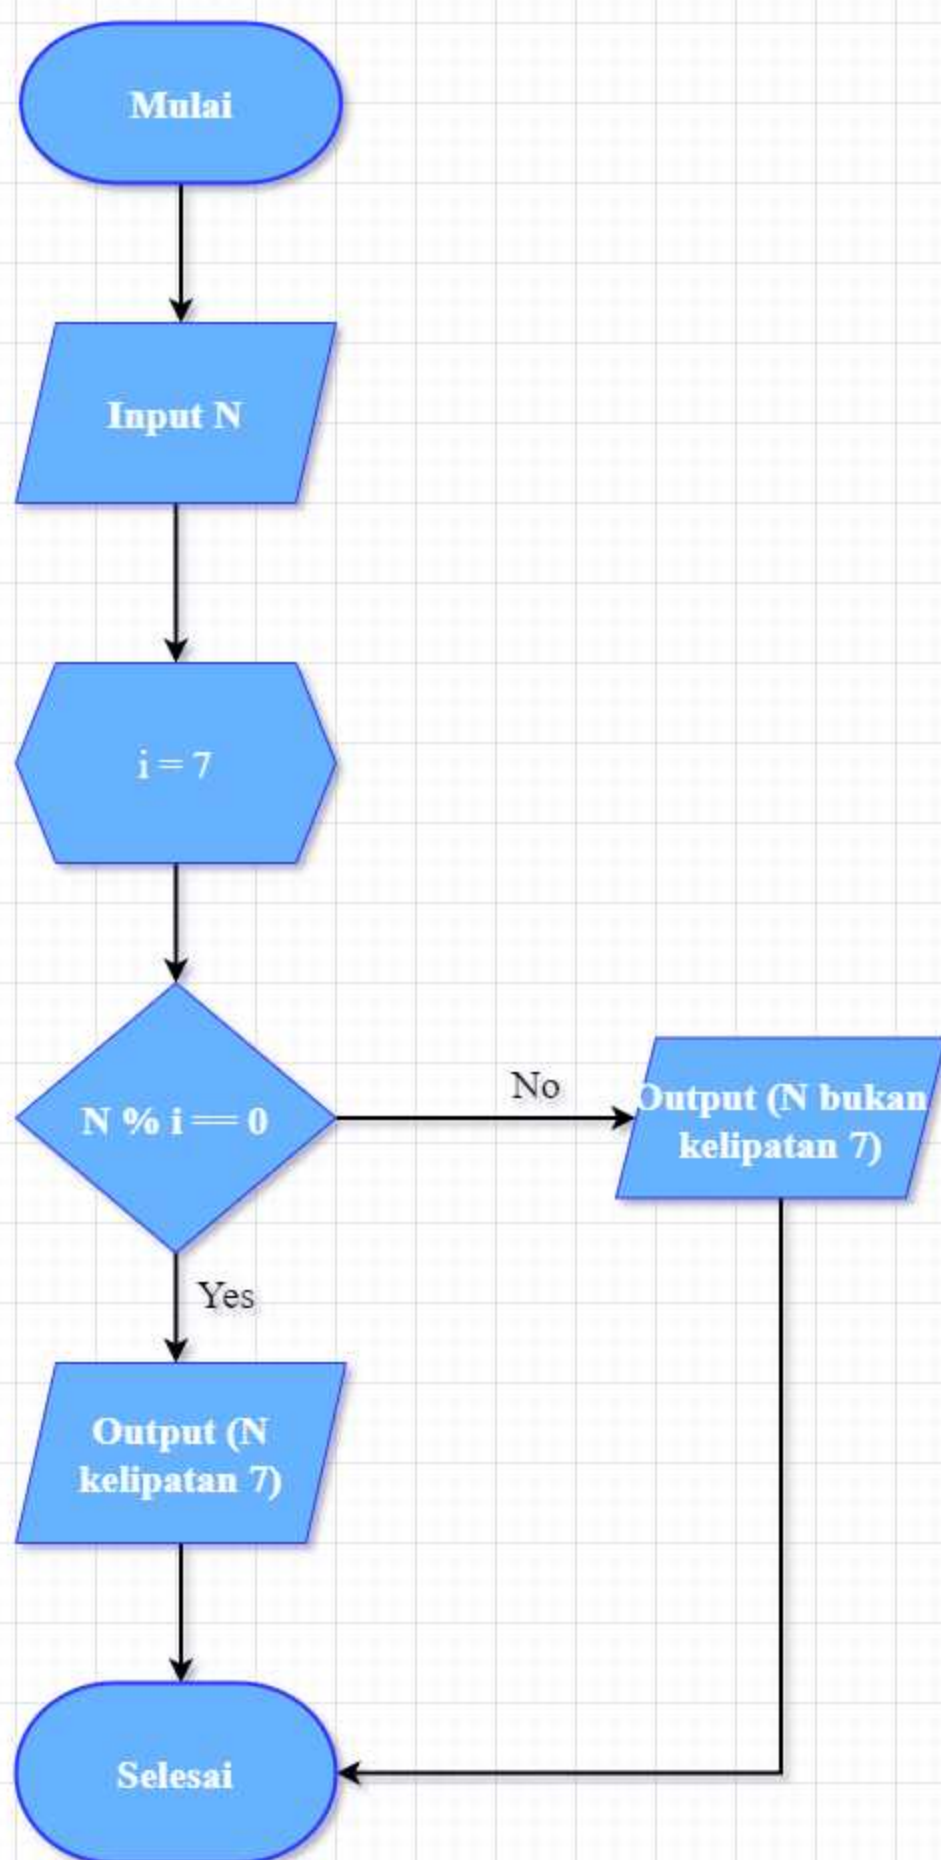 Mulai
Input N
i = 7
N % i == 0
No
Output (N bukan
kelipatan 7)
Yes
Output (N
kelipatan 7)
Selesai